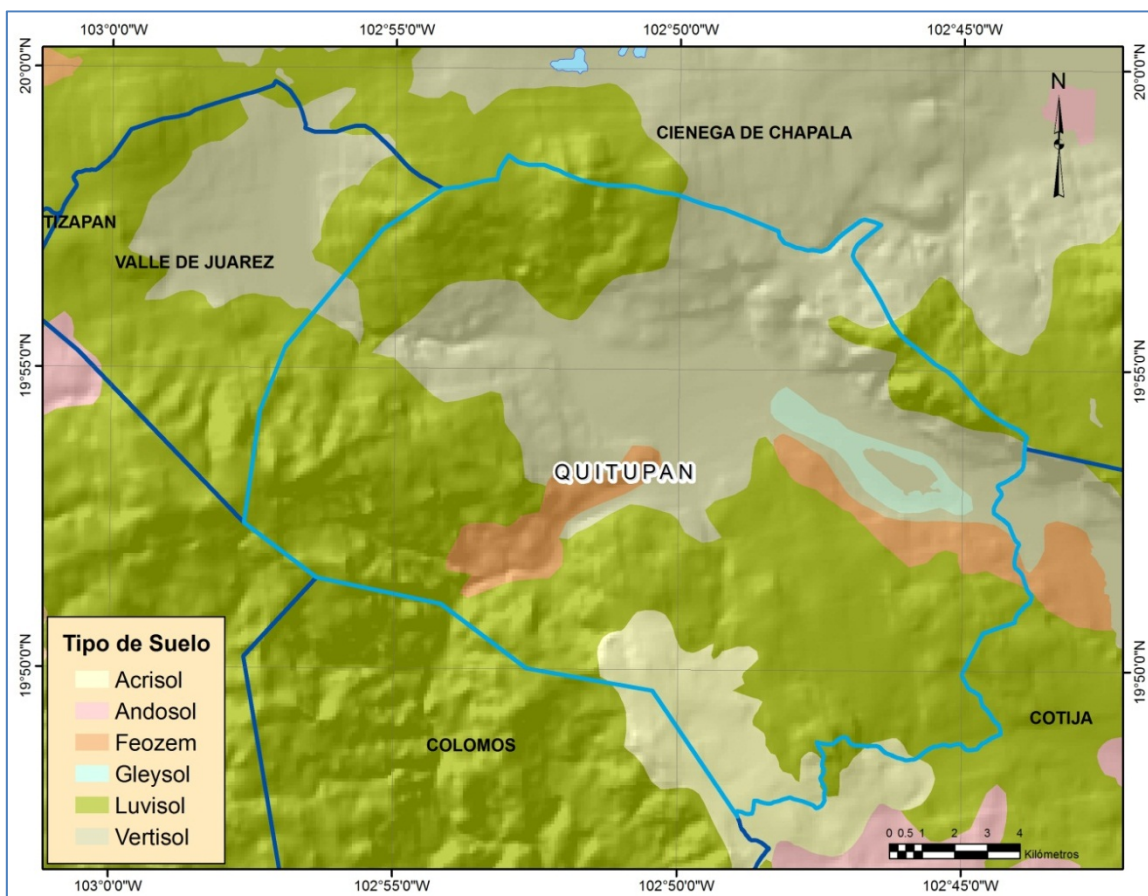 103°0'0"W
102°55'0"W
102°50'0"W
102°45'0"W
20°0'0"N
20°0'0"N
N
CIENEGA DE CHAPALA
TIZAPAN
VALLE DE JUAREZ
19°55'0"N
19°55'0"N
QUITUPAN
Tipo de Suelo
Acrisol
Andosol
Feozem
Gleysol
Luvisol
Vertisol
19°50'0"N
19°50'0"N
COTIJA
COLOMOS
0 0.5 1 2 3 4
Kilómetros
103°0'0"W
102°55'0"W
102°50'0"W
102°45'0"W